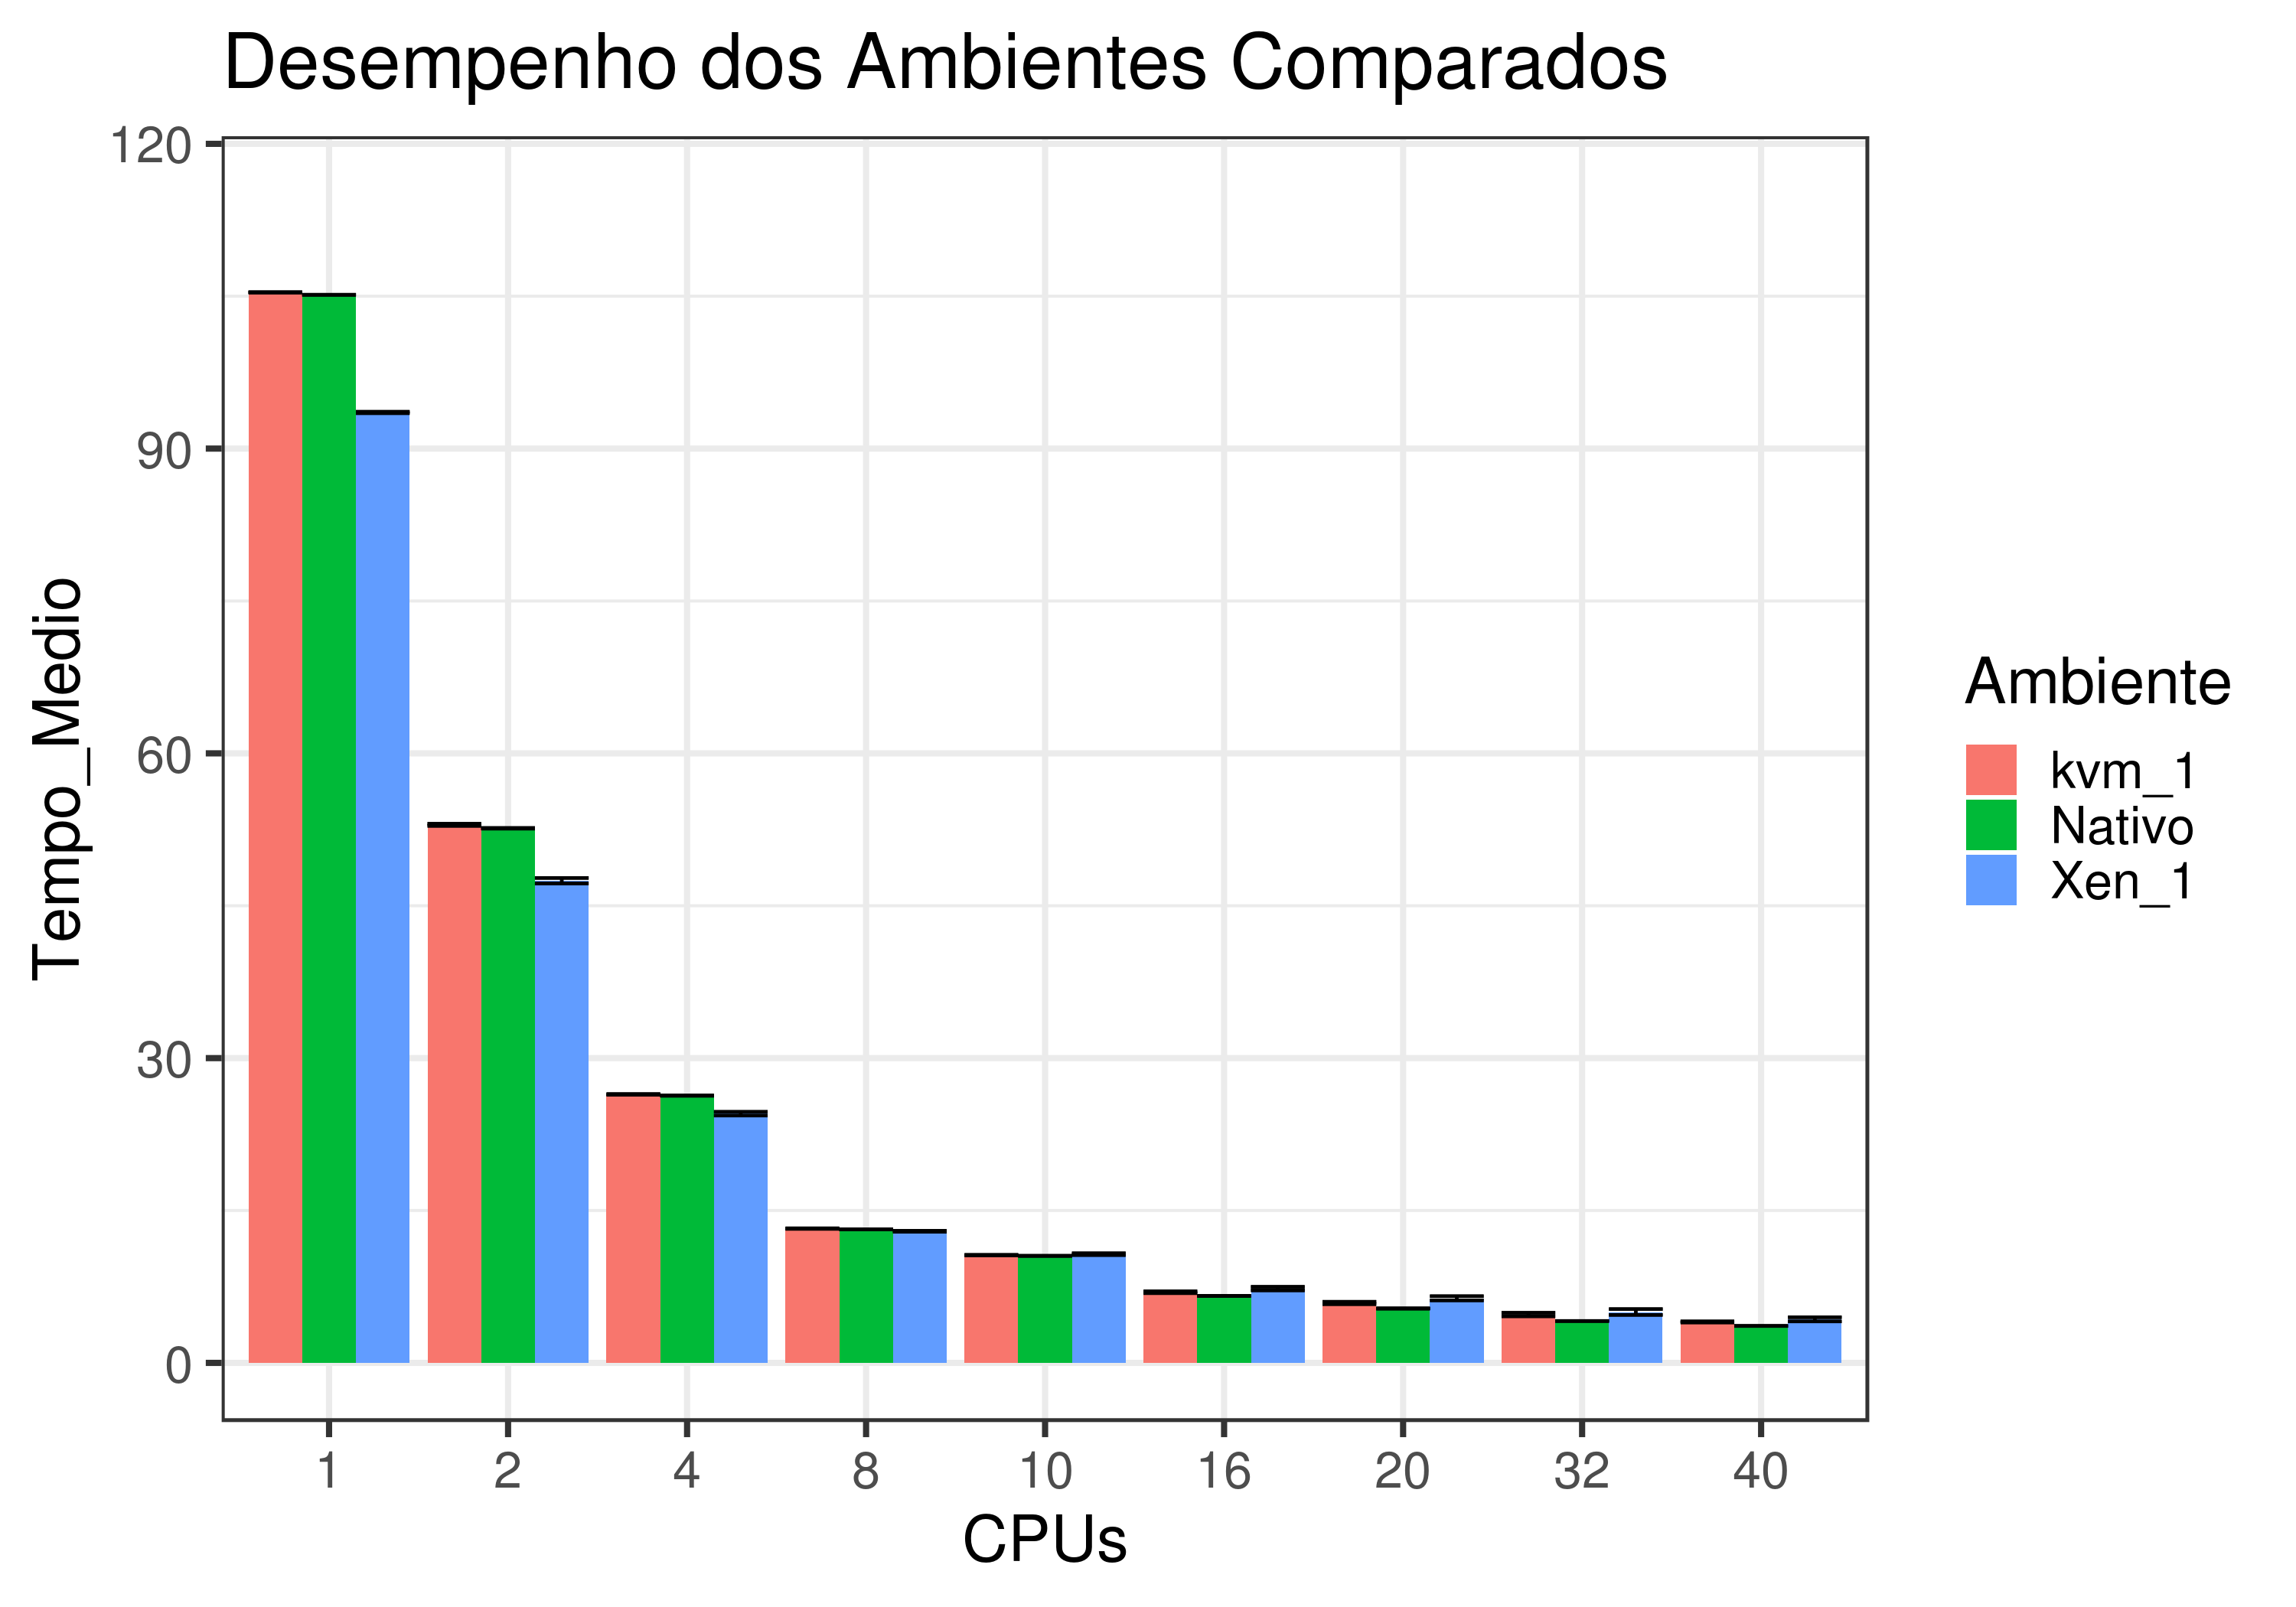 Desempenho dos Ambientes Comparados
120
90
60
30
0
Tempo_Medio
1 2 4 8 10 16 20 32 40
CPUs
Ambiente
kvm_1
Nativo
Xen_1